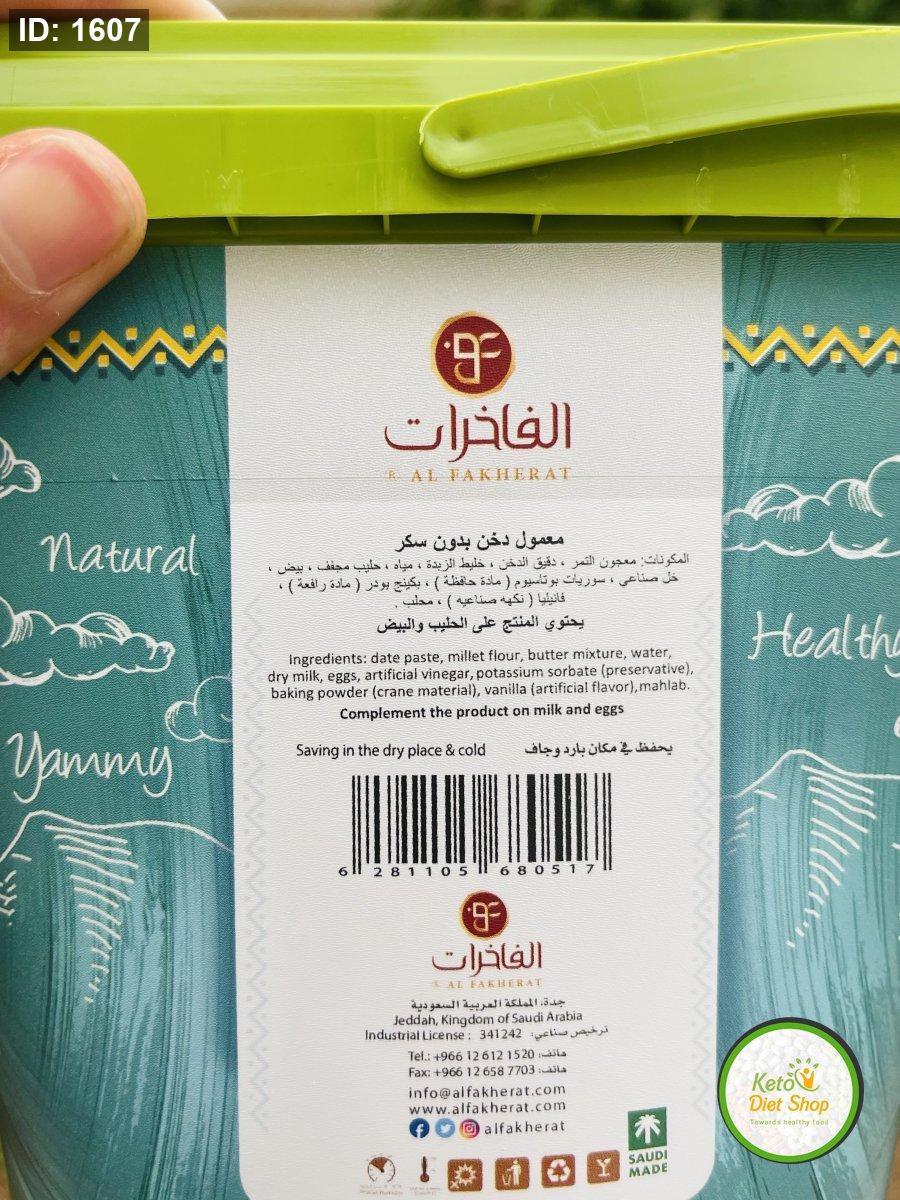 ID: 1607
الفاخرات
AL FAKHERAT
معمول دخن بدون سكر
المكونات: معجون التمر ، دقيق الدخن ، خليط الزبدة ، مياه ، حليب مجفف ، بيض ،
خل صناعي ، سوربات بوتاسيوم ( مادة حافظة ) ، بكينج بودر ( مادة رافعة ) ،
فانيليا ( نكهه صناعيه ) ، محلب .
يحتوي المنتج على الحليب والبيض
Ingredients: date paste, millet flour, butter mixture, water,
dry milk, eggs, artificial vinegar, potassium sorbate (preservative),
baking powder (crane material), vanilla (artificial flavor),mahlab.
Complement the product on milk and eggs
Saving in the dry place & cold يحفظ في مكان بارد وجاف
6 281105 680517
الفاخرات
AL FAKHERAT
جدة، المملكة العربية السعودية
Jeddah, Kingdom of Saudi Arabia
Industrial License : 341242 ترخيص صناعي:
Tel.: +966 12 612 1520 هاتف:
Fax: +966 12 658 7703 هاتف:
info@alfakherat.com
www.alfakherat.com
alfakherat
SAUDI
MADE
Natural
Yammy
Healthy
Keto
Diet Shop
Towards healthy food